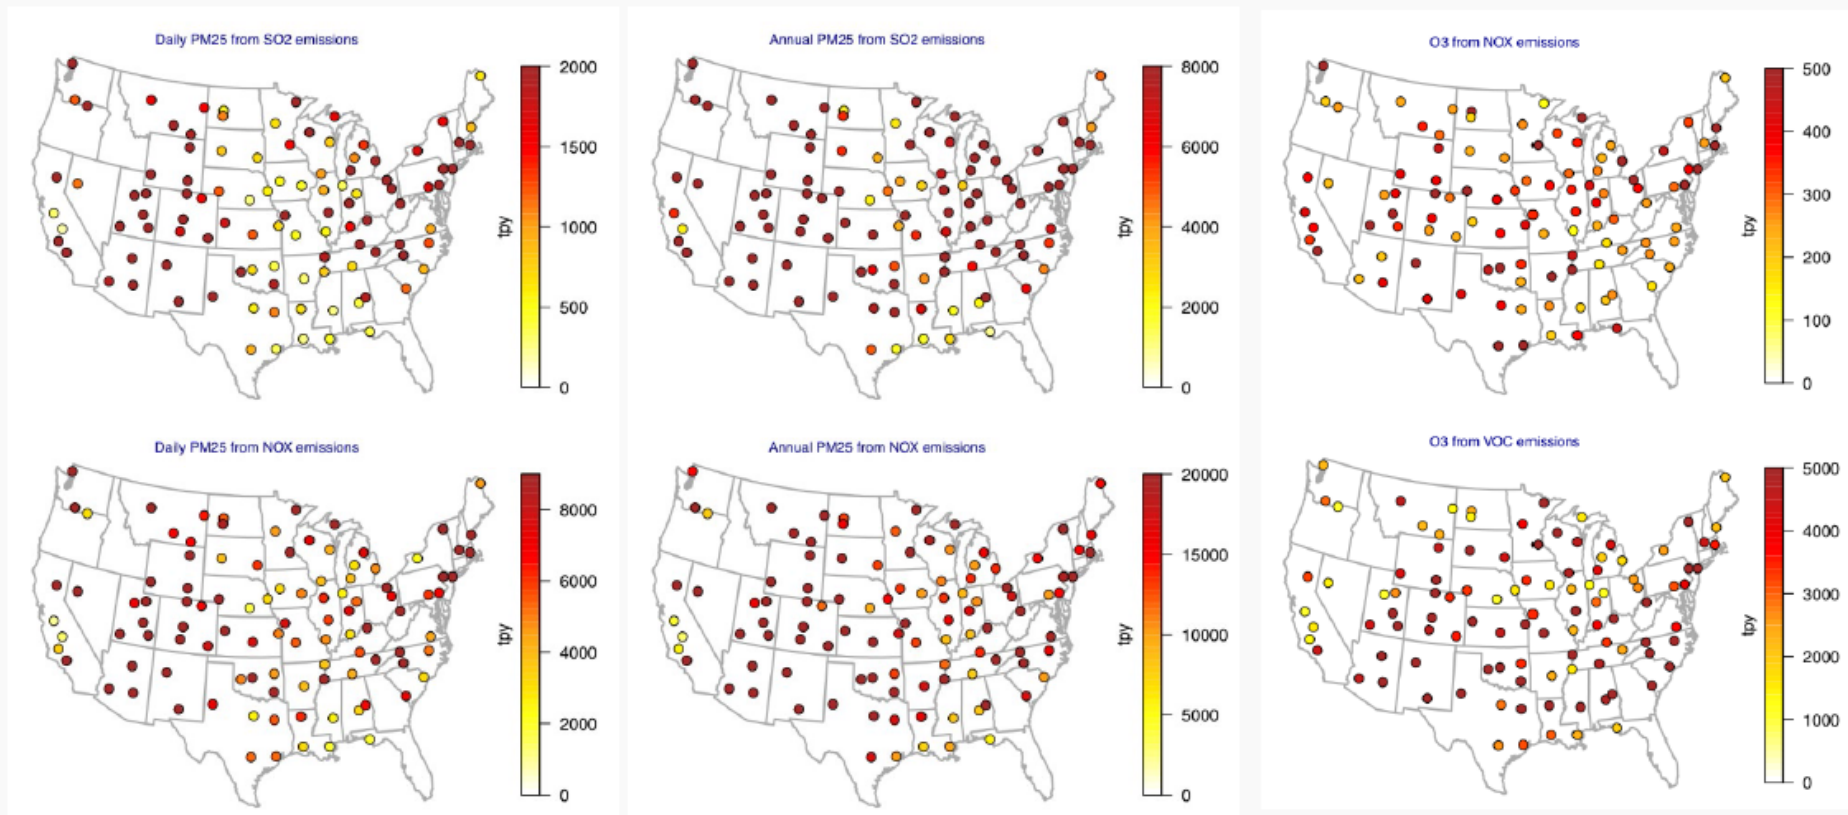 Daily PM25 from SO2 emissions
2000
1500
1000
500
0
tpy
Annual PM25 from SO2 emissions
8000
6000
4000
2000
0
tpy
O3 from NOX emissions
500
400
300
200
100
0
tpy
Daily PM25 from NOX emissions
8000
6000
4000
2000
0
tpy
Annual PM25 from NOX emissions
20000
15000
10000
5000
0
tpy
O3 from VOC emissions
5000
4000
3000
2000
1000
0
tpy